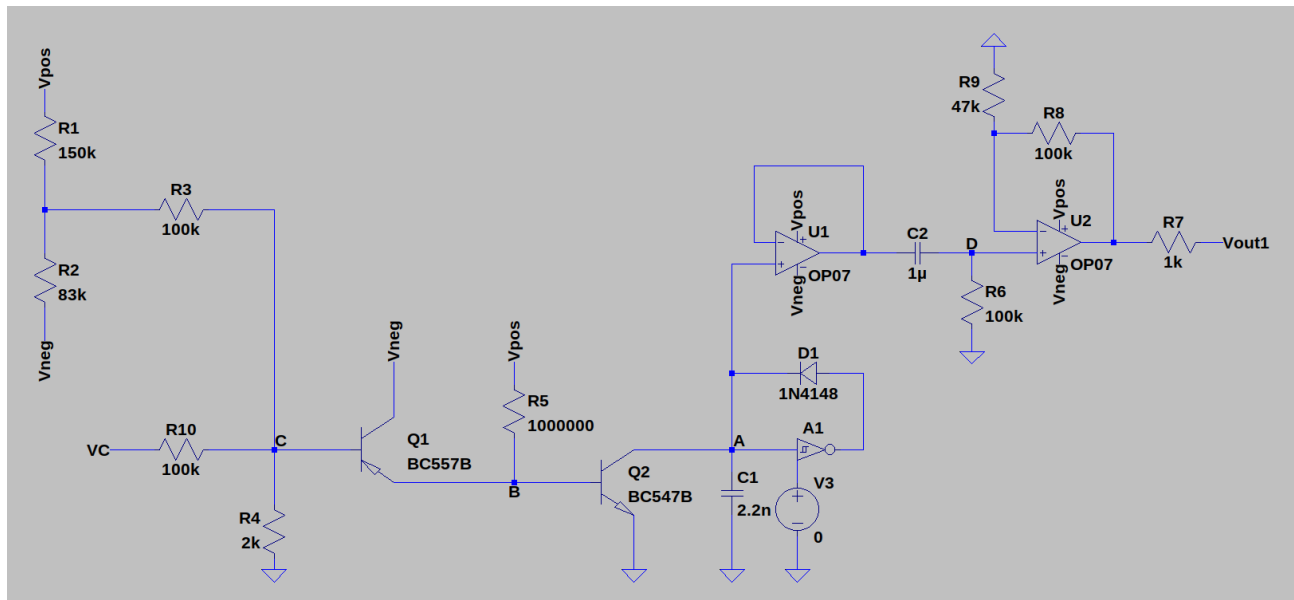 Vpos
R1
150k
R2
83k
Vneg
R3
100k
VC
R10
100k
C
R4
2k
Vneg
Q1
BC557B
Vpos
R5
1000000
B
Q2
BC547B
A
C1
2.2n
D1
1N4148
A1
V3
0
Vpos
U1
OP07
Vneg
C2
1µ
D
R6
100k
R9
47k
R8
100k
Vpos
U2
OP07
Vneg
R7
1k
Vout1